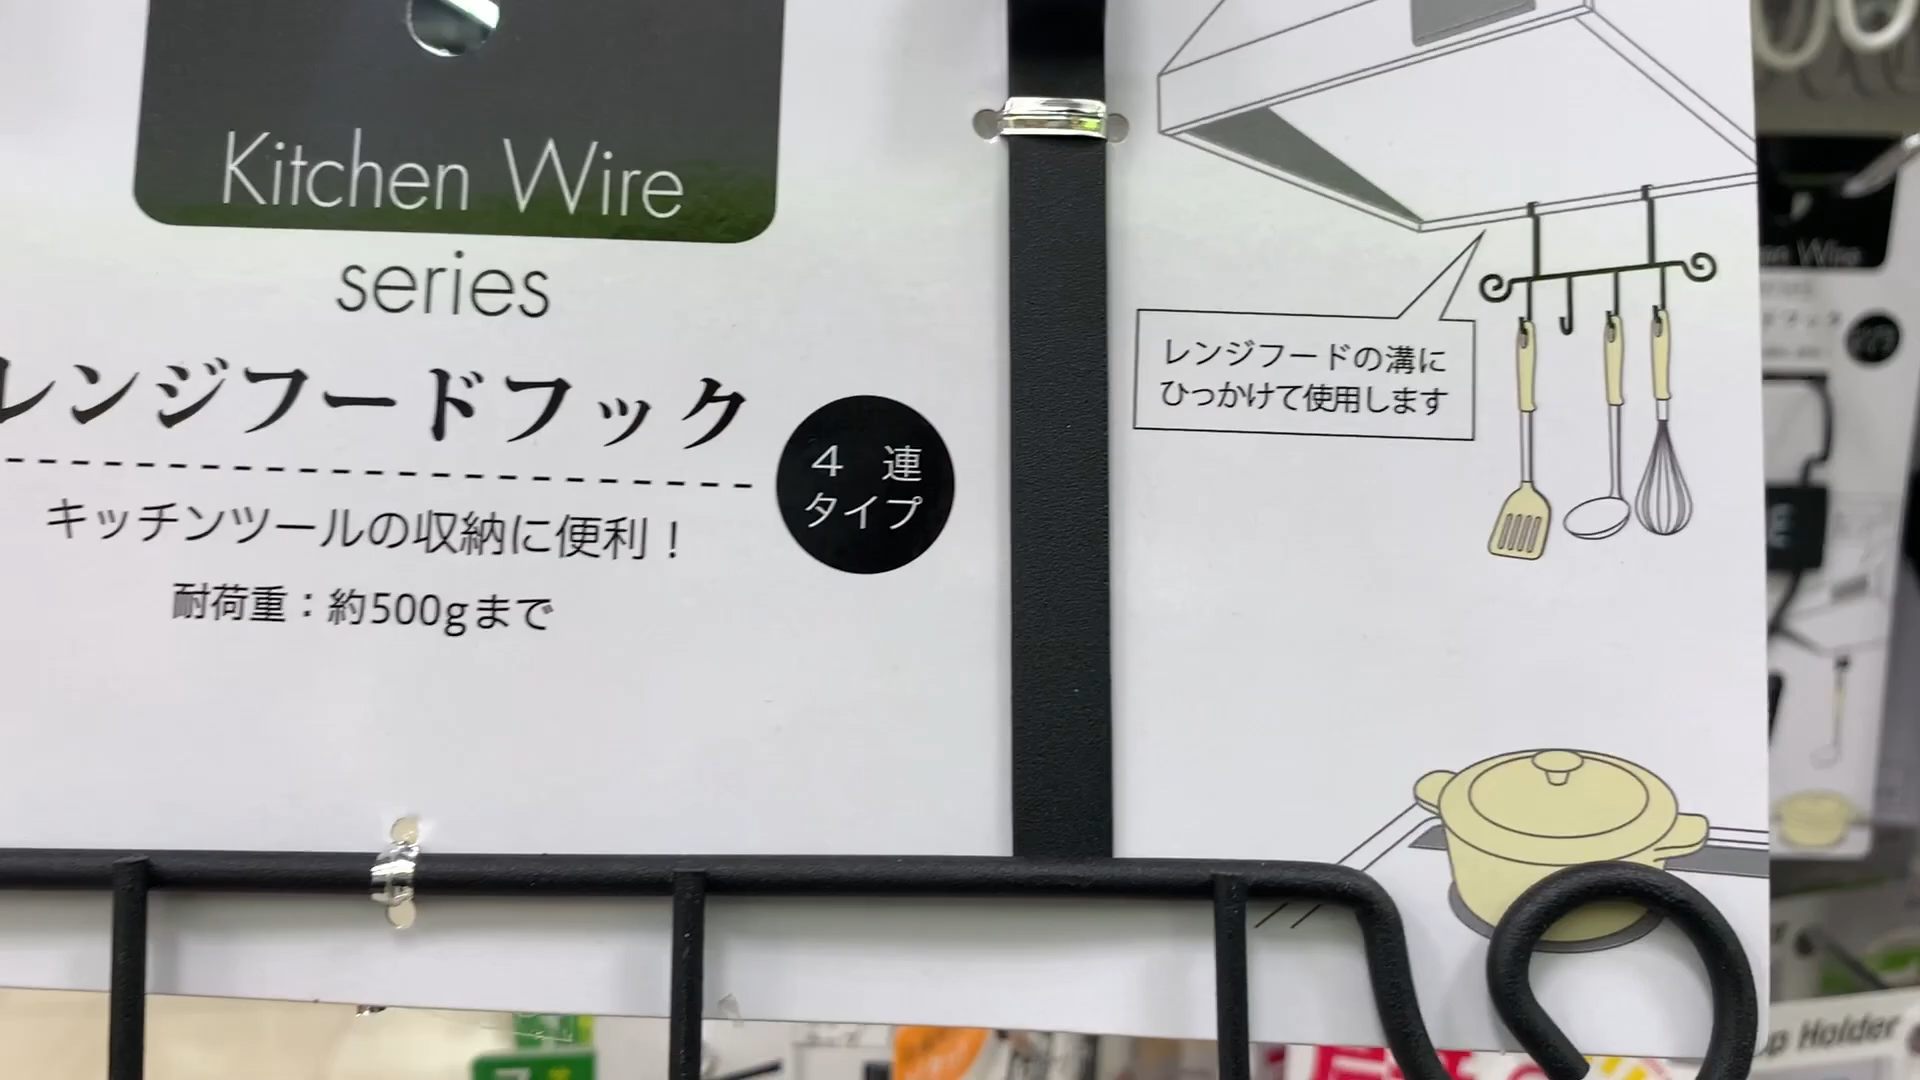 Kitchen Wire
series
レンジフードフック
4 連
タイプ
キッチンツールの収納に便利！
耐荷重：約500gまで
レンジフードの溝に
ひっかけて使用します
Holder